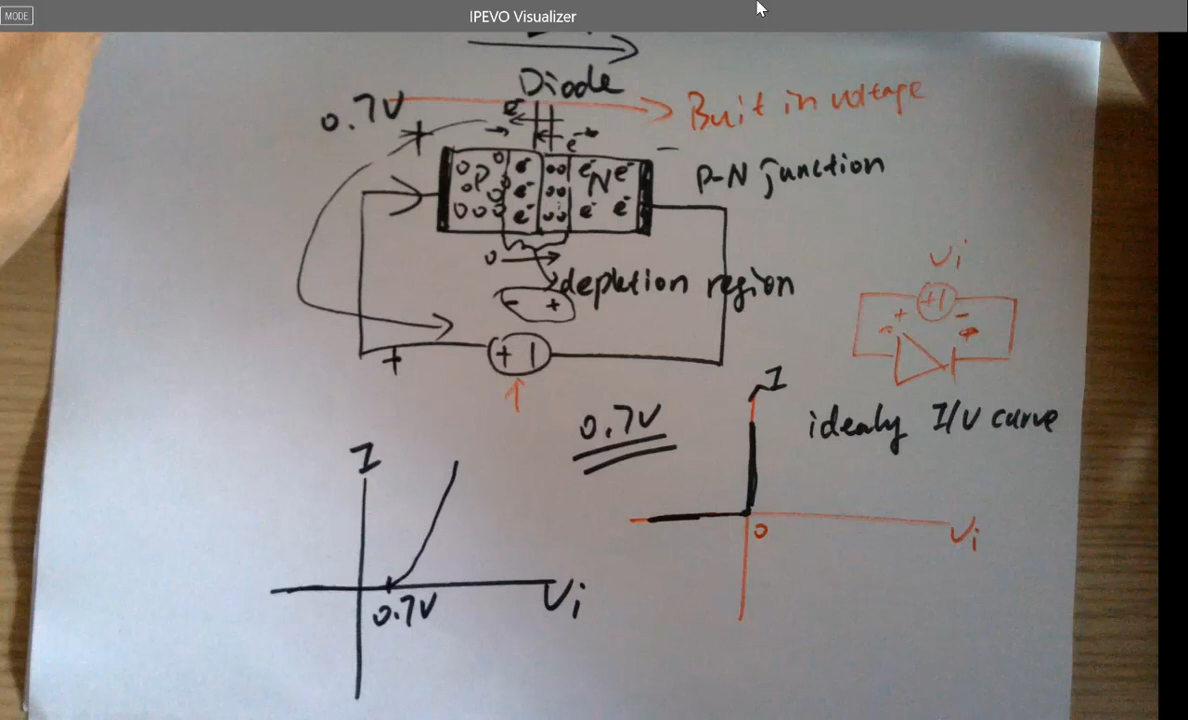 MODE
IPEVO Visualizer
Diode
0.7V
Buit in voltage
+
e⁻
P
e⁻ e⁻ e⁻
N
e⁻ e⁻ e⁻ e⁻
P-N junction
depletion region
- +
+
+ |
Vi
+ -
- +
0.7V
I
idealy I/V curve
0
Vi
I
0.7V
Vi